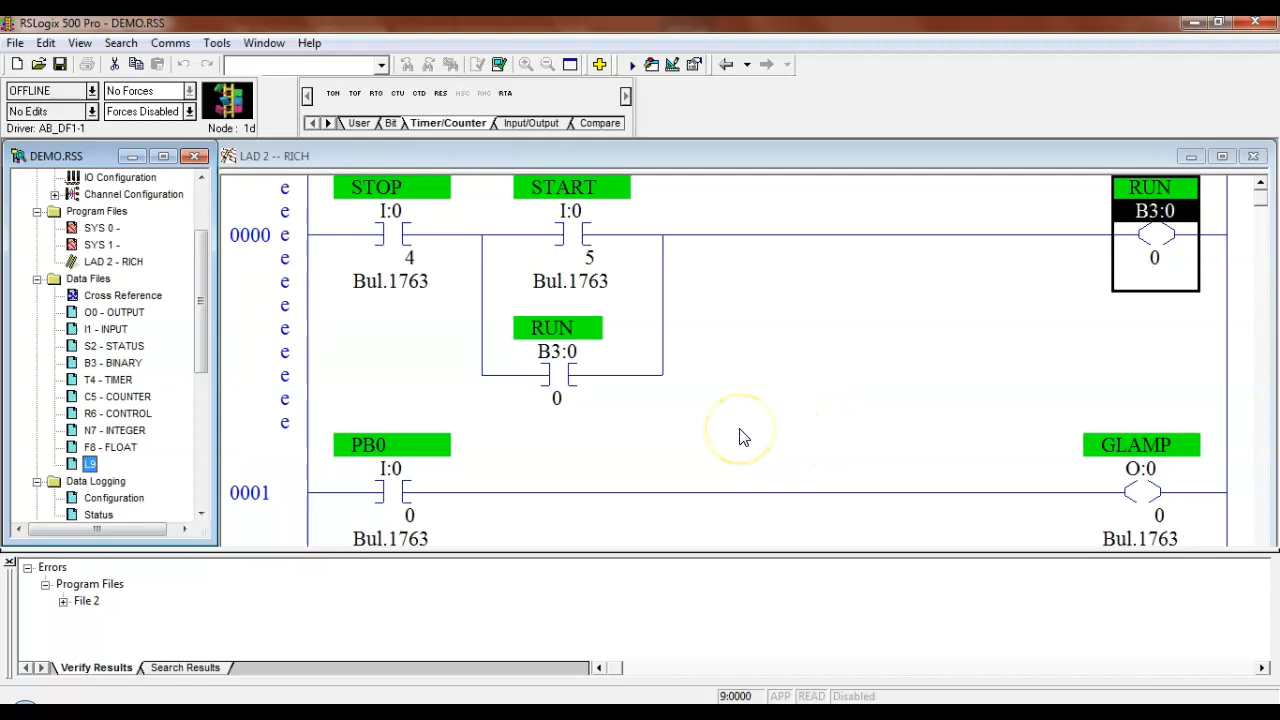 RSLogix 500 Pro - DEMO.RSS
File Edit View Search Comms Tools Window Help
OFFLINE No Forces
No Edits Forces Disabled
Driver: AB_DF1-1 Node : 1d
TON TOF RTO CTU CTD RES HSC RHC RTA
User Bit Timer/Counter Input/Output Compare
DEMO.RSS
IO Configuration
Channel Configuration
Program Files
SYS 0 -
SYS 1 -
LAD 2 - RICH
Data Files
Cross Reference
O0 - OUTPUT
I1 - INPUT
S2 - STATUS
B3 - BINARY
T4 - TIMER
C5 - COUNTER
R6 - CONTROL
N7 - INTEGER
F8 - FLOAT
L9
Data Logging
Configuration
Status
LAD 2 -- RICH
e STOP START RUN
e I:0 I:0 B3:0
0000 e
e 4 5 0
e Bul.1763 Bul.1763
e
e RUN
e B3:0
e
e 0
e
PB0 GLAMP
I:0 O:0
0001
0 0
Bul.1763 Bul.1763
Errors
Program Files
File 2
Verify Results Search Results
9:0000 APP READ Disabled